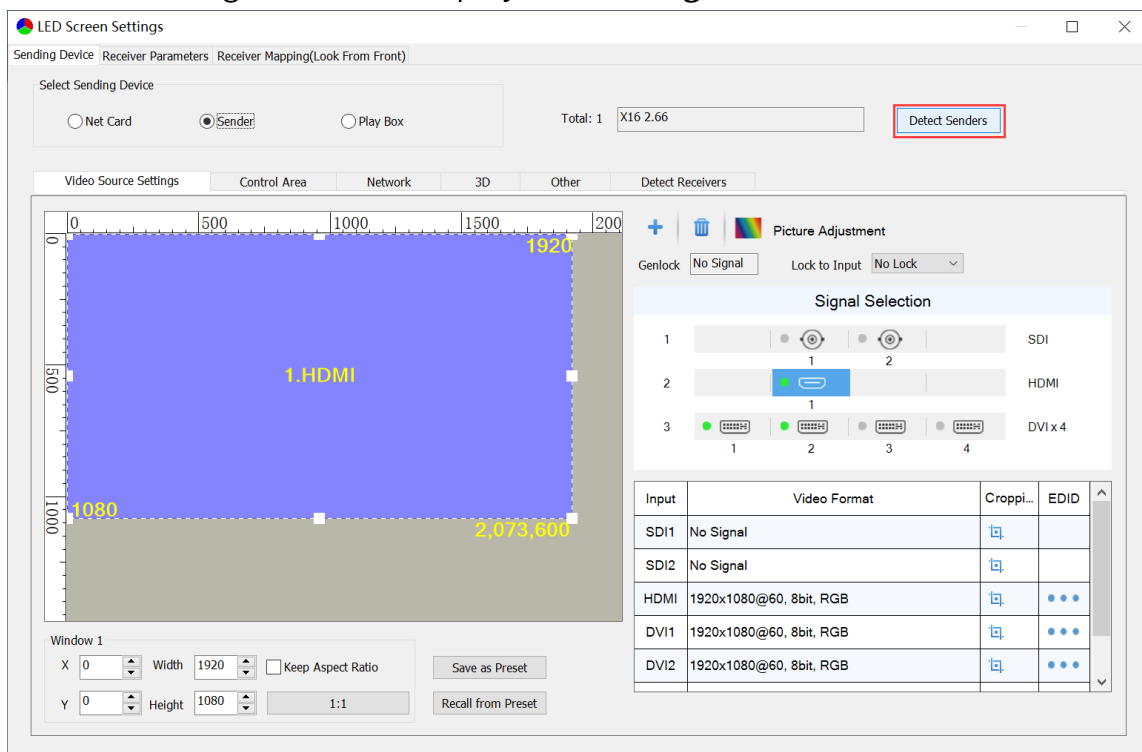 LED Screen Settings
Sending Device Receiver Parameters Receiver Mapping(Look From Front)
Select Sending Device
Net Card Sender Play Box Total: 1 X16 2.66 Detect Senders
Video Source Settings Control Area Network 3D Other Detect Receivers
0 500 1000 1500 200
0
500
1000
1920
1.HDMI
1080
2,073,600
Picture Adjustment
Genlock No Signal Lock to Input No Lock
Signal Selection
1 SDI
1 2
2 HDMI
1
3 DVI x 4
1 2 3 4
Input Video Format Croppi... EDID
SDI1 No Signal
SDI2 No Signal
HDMI 1920x1080@60, 8bit, RGB
DVI1 1920x1080@60, 8bit, RGB
DVI2 1920x1080@60, 8bit, RGB
Window 1
X 0 Width 1920 Keep Aspect Ratio Save as Preset
Y 0 Height 1080 1:1 Recall from Preset